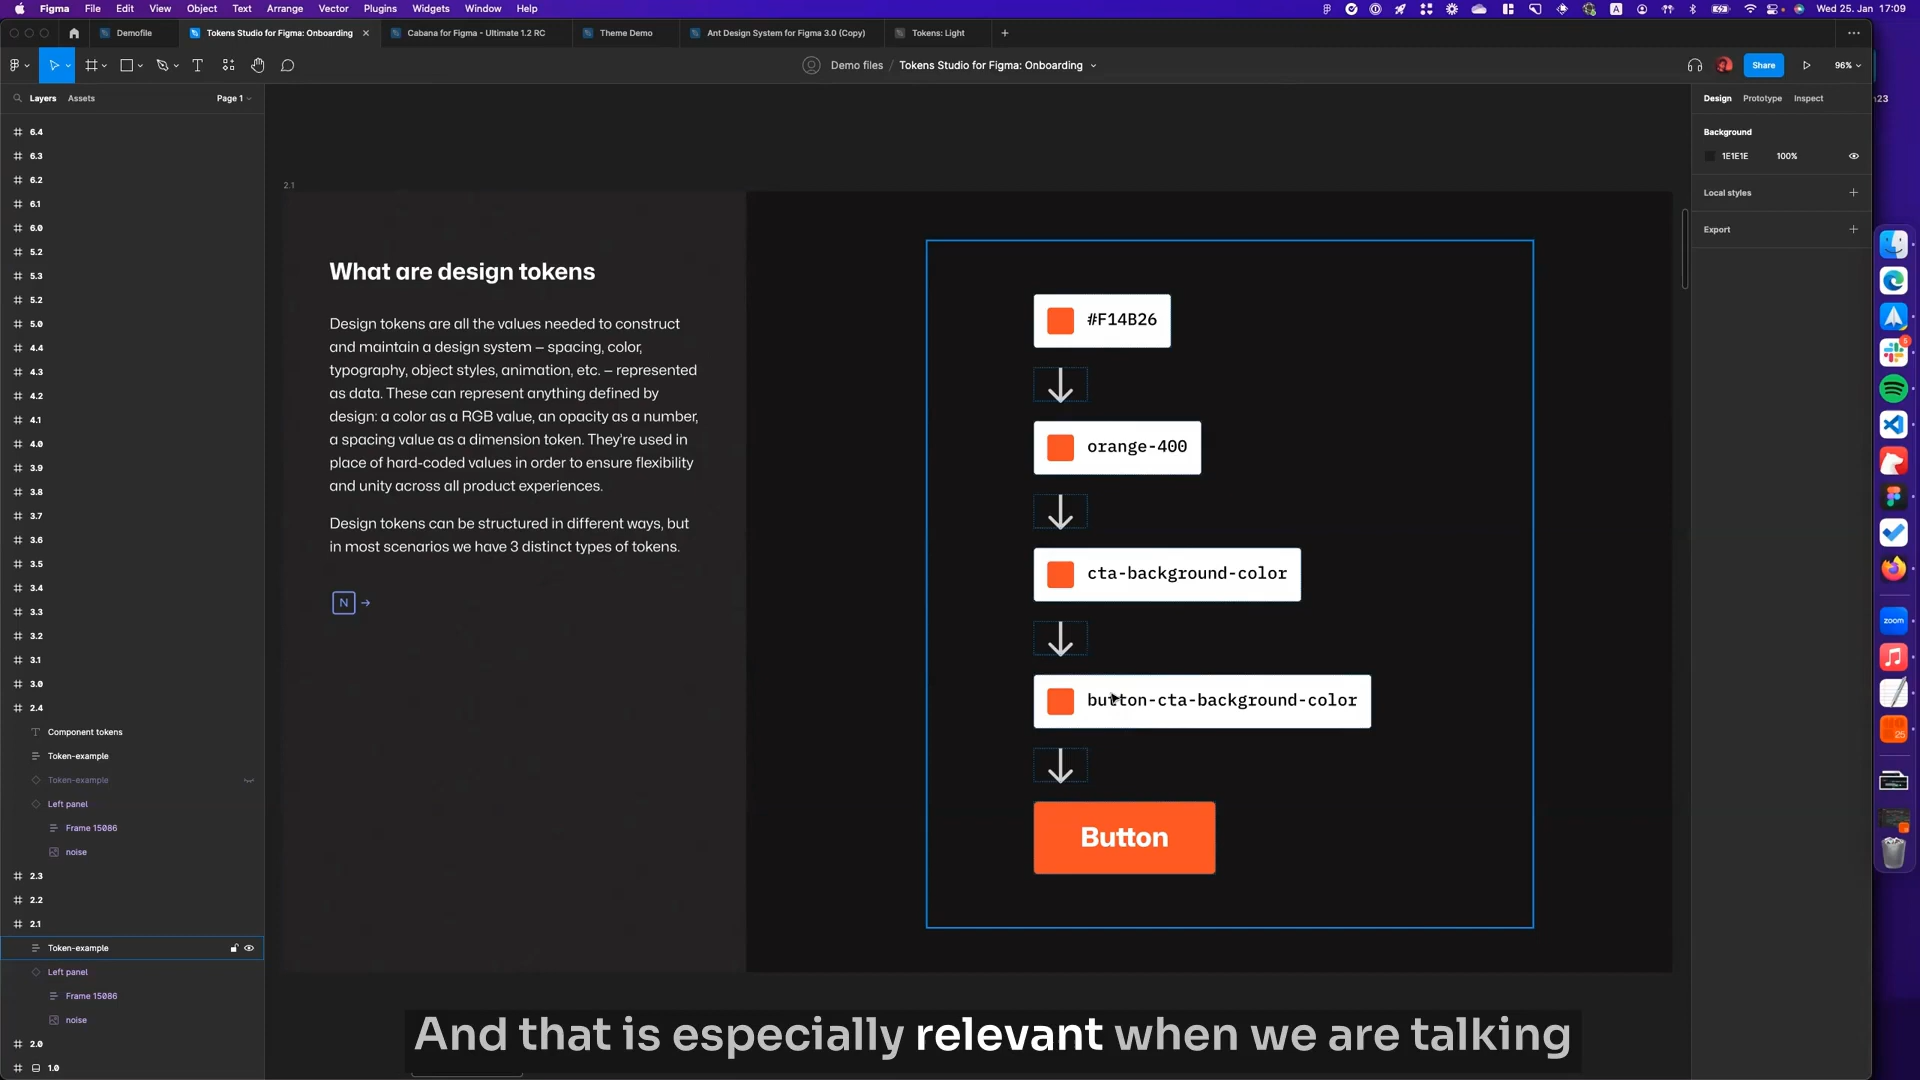 Figma File Edit View Object Text Arrange Vector Plugins Widgets Window Help
A
Wed 25. Jan 17:09
Demofile
Tokens Studio for Figma: Onboarding
Cabana for Figma - Ultimate 1.2 RC
Theme Demo
Ant Design System for Figma 3.0 (Copy)
Tokens: Light
Demo files / Tokens Studio for Figma: Onboarding
Share
96%
Layers Assets Page 1
6.4
6.3
6.2
6.1
6.0
5.2
5.3
5.2
5.0
4.4
4.3
4.2
4.1
4.0
3.9
3.8
3.7
3.6
3.5
3.4
3.3
3.2
3.1
3.0
2.4
Component tokens
Token-example
Token-example
Left panel
Frame 15086
noise
2.3
2.2
2.1
Token-example
Left panel
Frame 15086
noise
2.0
1.0
2.1
What are design tokens
Design tokens are all the values needed to construct
and maintain a design system — spacing, color,
typography, object styles, animation, etc. — represented
as data. These can represent anything defined by
design: a color as a RGB value, an opacity as a number,
a spacing value as a dimension token. They're used in
place of hard-coded values in order to ensure flexibility
and unity across all product experiences.
Design tokens can be structured in different ways, but
in most scenarios we have 3 distinct types of tokens.
N →
#F14B26
orange-400
cta-background-color
button-cta-background-color
Button
Design Prototype Inspect
Background
1E1E1E 100%
Local styles
Export
n23
5
zoom
25
And that is especially relevant when we are talking